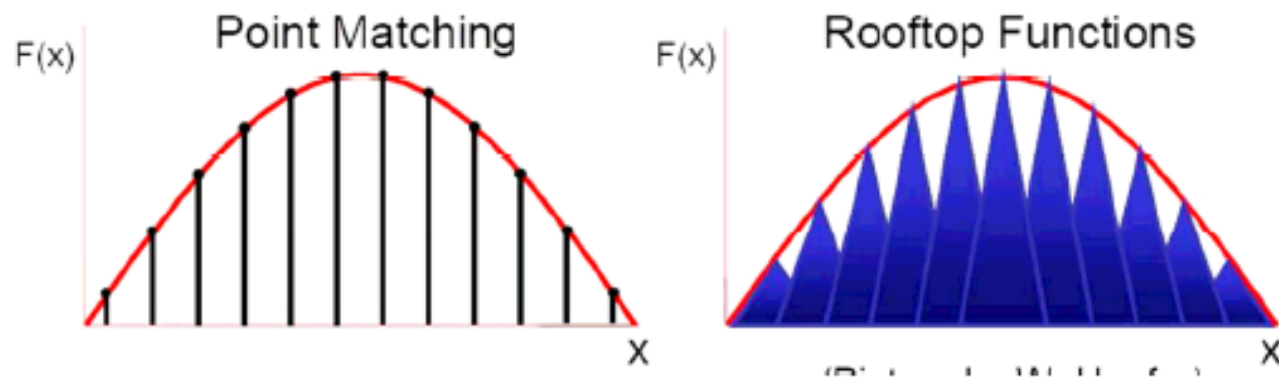 Point Matching
F(x)
x
Rooftop Functions
F(x)
x